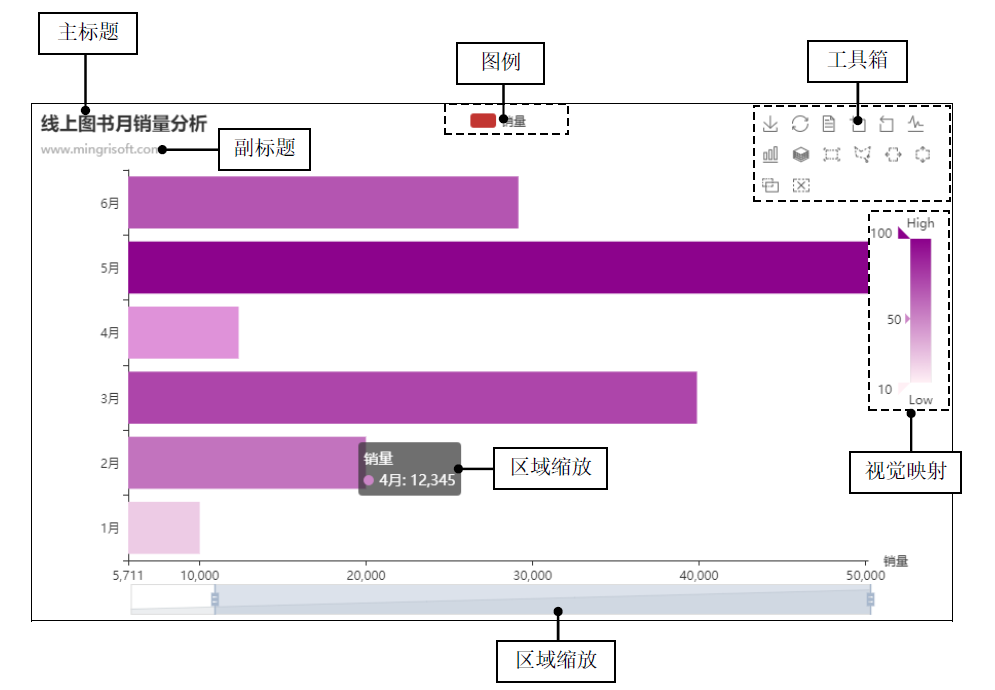 主标题
图例
工具箱
线上图书月销量分析
销量
www.mingrisoft.com
副标题
6月
5月
4月
3月
2月
1月
High
100
50
10
Low
视觉映射
销量
4月: 12,345
区域缩放
5,711
10,000
20,000
30,000
40,000
50,000
销量
区域缩放